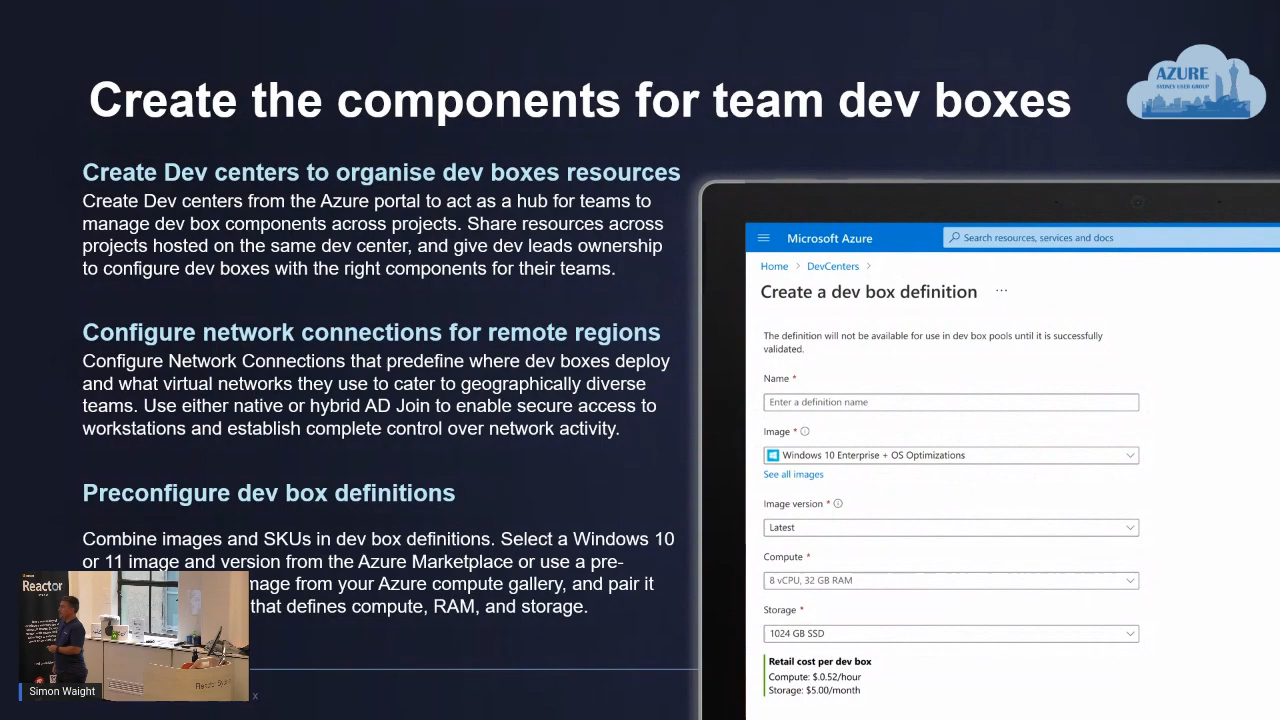 Create the components for team dev boxes
AZURE
SYDNEY USER GROUP
Create Dev centers to organise dev boxes resources
Create Dev centers from the Azure portal to act as a hub for teams to
manage dev box components across projects. Share resources across
projects hosted on the same dev center, and give dev leads ownership
to configure dev boxes with the right components for their teams.
Configure network connections for remote regions
Configure Network Connections that predefine where dev boxes deploy
and what virtual networks they use to cater to geographically diverse
teams. Use either native or hybrid AD Join to enable secure access to
workstations and establish complete control over network activity.
Preconfigure dev box definitions
Combine images and SKUs in dev box definitions. Select a Windows 10
or 11 image and version from the Azure Marketplace or use a pre-
mage from your Azure compute gallery, and pair it
that defines compute, RAM, and storage.
Microsoft Azure
Search resources, services and docs
Home > DevCenters >
Create a dev box definition ...
The definition will not be available for use in dev box pools until it is successfully
validated.
Name *
Enter a definition name
Image *
Windows 10 Enterprise + OS Optimizations
See all images
Image version *
Latest
Compute *
8 vCPU, 32 GB RAM
Storage *
1024 GB SSD
Retail cost per dev box
Compute: $.0.52/hour
Storage: $5.00/month
Reactor
Simon Waight
x